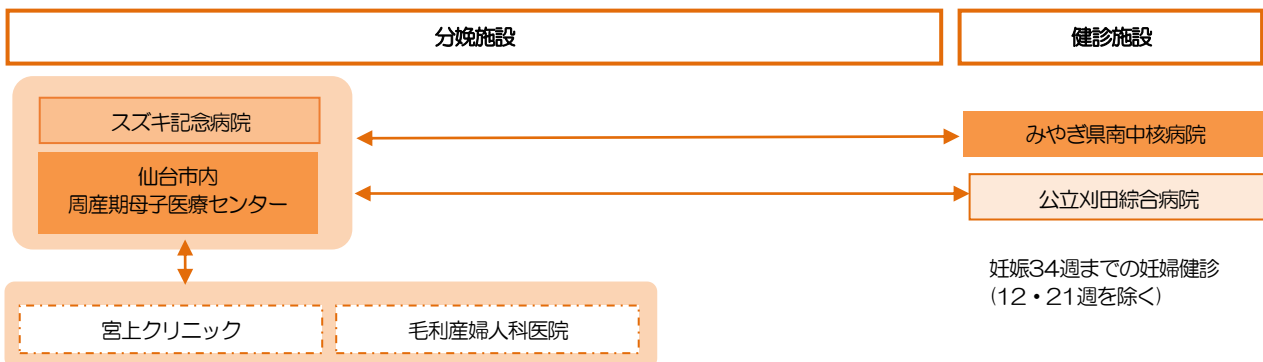 分娩施設
健診施設
スズキ記念病院
仙台市内
周産期母子医療センター
みやぎ県南中核病院
公立刈田綜合病院
妊娠34週までの妊婦健診
(12・21週を除く)
宮上クリニック
毛利産婦人科医院